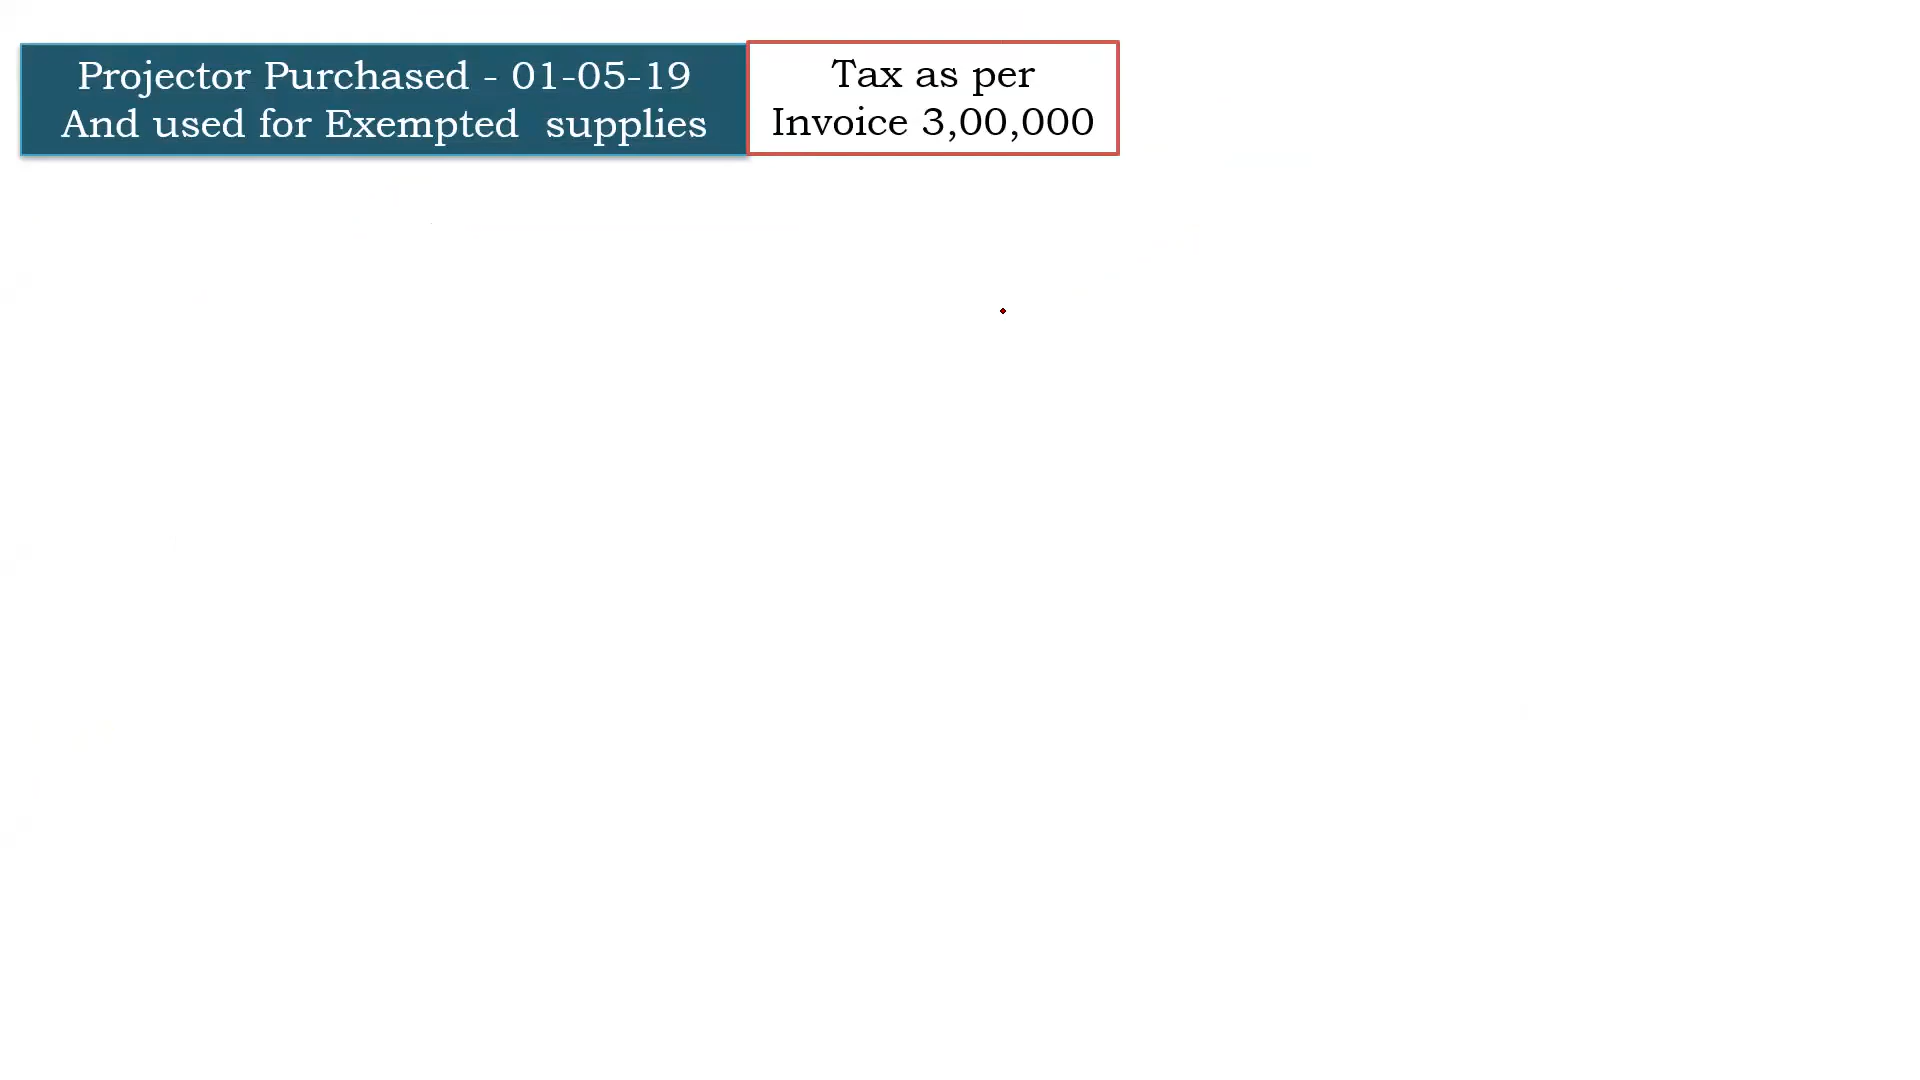 Projector Purchased - 01-05-19
And used for Exempted supplies
Tax as per
Invoice 3,00,000